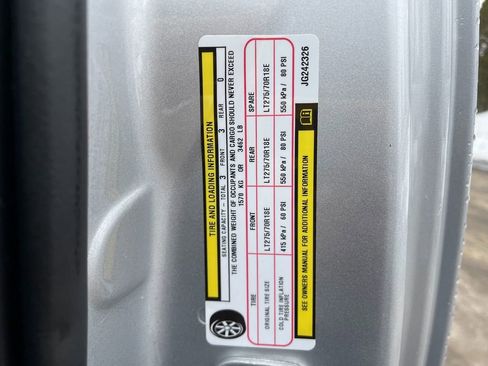 TIRE AND LOADING INFORMATION
SEATING CAPACITY - TOTAL 3 FRONT 3 REAR 0
THE COMBINED WEIGHT OF OCCUPANTS AND CARGO SHOULD NEVER EXCEED
1570 KG OR 3462 LB
TIRE FRONT REAR SPARE
ORIGINAL TIRE SIZE LT275/70R18E LT275/70R18E LT275/70R18E
COLD TIRE INFLATION PRESSURE 415 kPa / 60 PSI 550 kPa / 80 PSI 550 kPa / 80 PSI
SEE OWNERS MANUAL FOR ADDITIONAL INFORMATION
JG242326